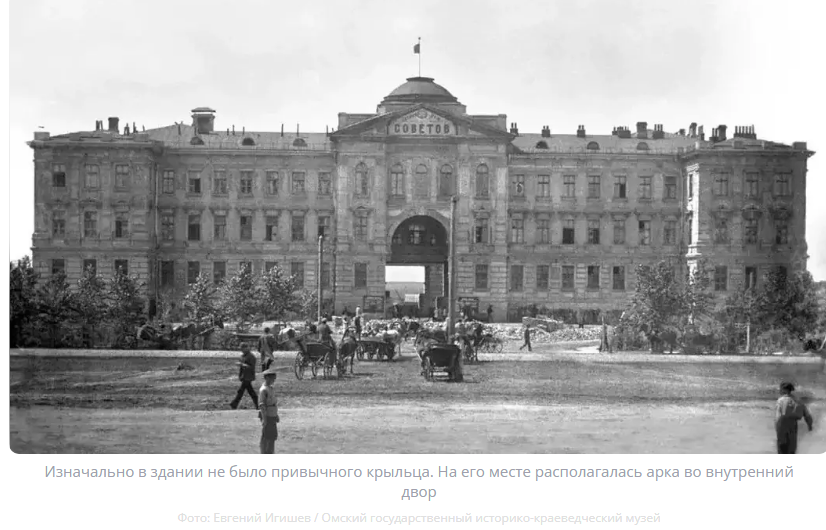 СОВЕТОВ
Изначально в здании не было привычного крыльца. На его месте располагалась арка во внутренний
двор
Фото: Евгений Игишев / Омский государственный историко-краеведческий музей